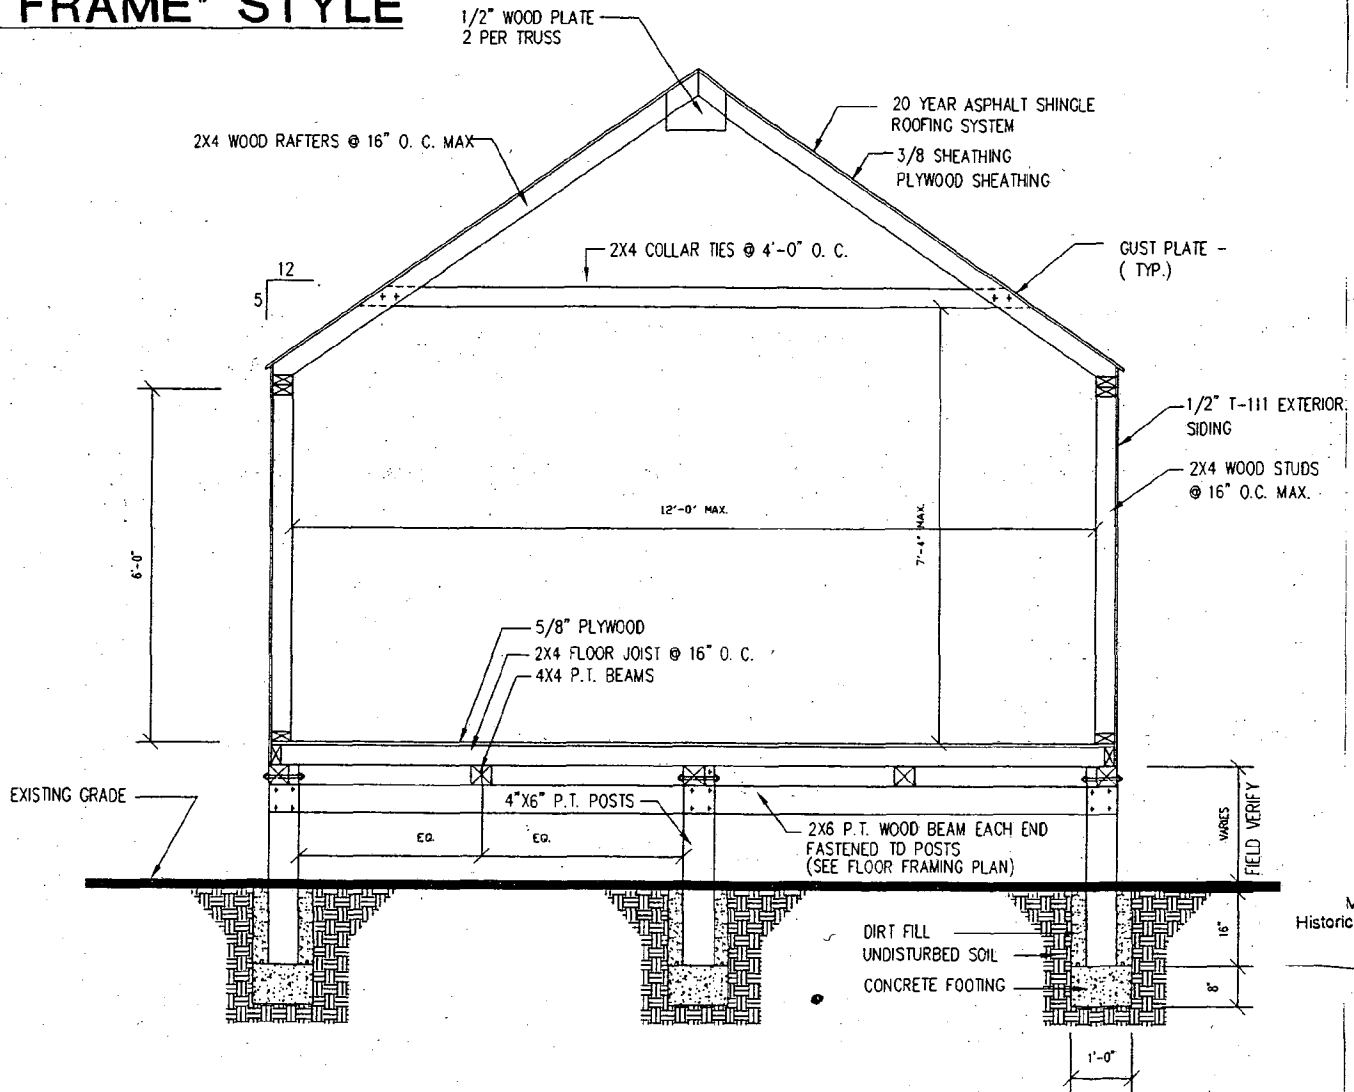 FRAME" STYLE
1/2" WOOD PLATE
2 PER TRUSS
20 YEAR ASPHALT SHINGLE
ROOFING SYSTEM
2X4 WOOD RAFTERS @ 16" O. C. MAX
3/8 SHEATHING
PLYWOOD SHEATHING
2X4 COLLAR TIES @ 4'-0" O. C.
GUST PLATE -
( TYP.)
12
5
1/2" T-111 EXTERIOR
SIDING
2X4 WOOD STUDS
@ 16" O.C. MAX.
12'-0" MAX.
7'-4" MAX.
6'-0"
5/8" PLYWOOD
2X4 FLOOR JOIST @ 16" O. C.
4X4 P.T. BEAMS
EXISTING GRADE
4"X6" P.T. POSTS
EQ.
EQ.
2X6 P.T. WOOD BEAM EACH END
FASTENED TO POSTS
(SEE FLOOR FRAMING PLAN)
VARIES
FIELD VERIFY
DIRT FILL
UNDISTURBED SOIL
CONCRETE FOOTING
16"
8"
1'-0"
M
Historic